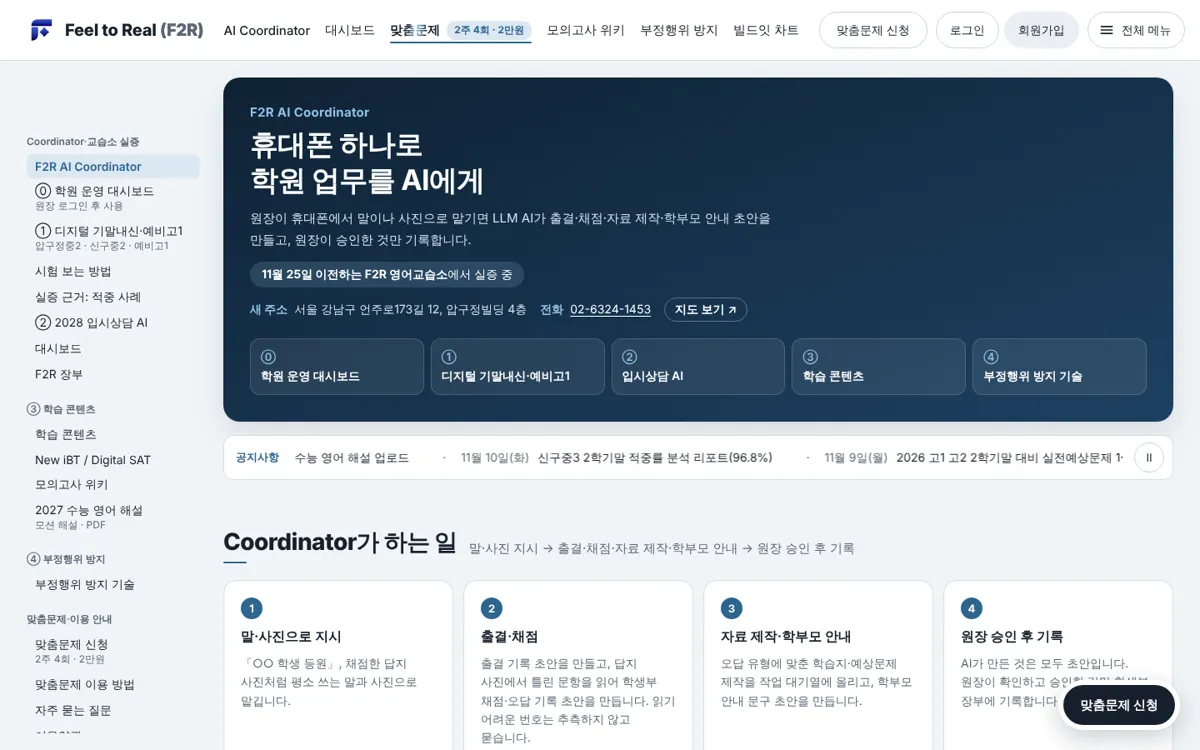 Feel to Real (F2R)
AI Coordinator 대시보드 맞춤문제 2주 4회 · 2만원 모의고사 위키 부정행위 방지 빌드잇 차트
맞춤문제 신청 로그인 회원가입 전체 메뉴
Coordinator·교습소 실증
F2R AI Coordinator
⓪ 학원 운영 대시보드
원장 로그인 후 사용
① 디지털 기말내신·예비고1
압구정중2 · 신구중2 · 예비고1
시험 보는 방법
실증 근거: 적중 사례
② 2028 입시상담 AI
대시보드
F2R 장부
③ 학습 콘텐츠
학습 콘텐츠
New iBT / Digital SAT
모의고사 위키
2027 수능 영어 해설
모션 해설 · PDF
④ 부정행위 방지
부정행위 방지 기술
맞춤문제·이용 안내
맞춤문제 신청
2주 4회 · 2만원
맞춤문제 이용 방법
자주 묻는 질문
F2R AI Coordinator
휴대폰 하나로
학원 업무를 AI에게
원장이 휴대폰에서 말이나 사진으로 맡기면 LLM AI가 출결·채점·자료 제작·학부모 안내 초안을
만들고, 원장이 승인한 것만 기록합니다.
11월 25일 이전하는 F2R 영어교습소에서 실증 중
새 주소 서울 강남구 언주로173길 12, 압구정빌딩 4층 전화 02-6324-1453 지도 보기 ↗
⓪
학원 운영 대시보드
①
디지털 기말내신·예비고1
②
입시상담 AI
③
학습 콘텐츠
④
부정행위 방지 기술
공지사항 수능 영어 해설 업로드 · 11월 10일(화) 신구중3 2학기말 적중률 분석 리포트(96.8%) · 11월 9일(월) 2026 고1 고2 2학기말 대비 실전예상문제 1·
Coordinator가 하는 일 말·사진 지시 → 출결·채점·자료 제작·학부모 안내 → 원장 승인 후 기록
1
말·사진으로 지시
「○○ 학생 등원」, 채점한 답지
사진처럼 평소 쓰는 말과 사진으로
맡깁니다.
2
출결·채점
출결 기록 초안을 만들고, 답지
사진에서 틀린 문항을 읽어 학생부
채점·오답 기록 초안을 만듭니다. 읽기
어려운 번호는 추측하지 않고
묻습니다.
3
자료 제작·학부모 안내
오답 유형에 맞춘 학습지·예상문제
제작을 작업 대기열에 올리고, 학부모
안내 문구 초안을 만듭니다.
4
원장 승인 후 기록
AI가 만든 것은 모두 초안입니다.
원장이 확인하고
장부에 기록합니다
맞춤문제 신청